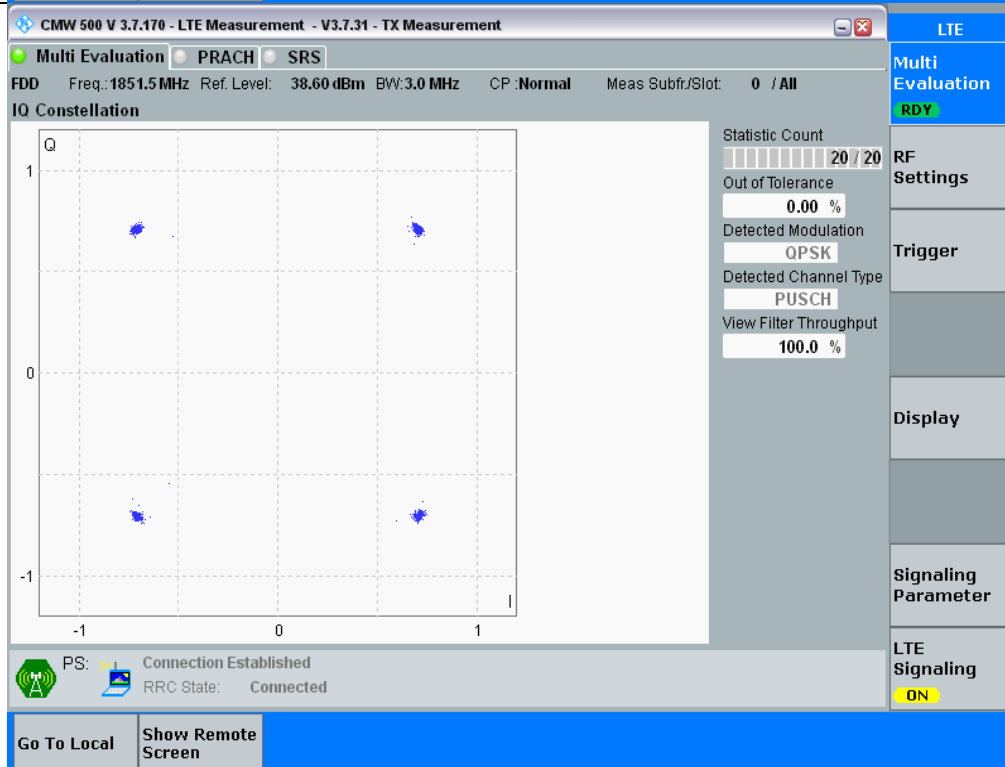 CMW 500 V 3.7.170 - LTE Measurement - V3.7.31 - TX Measurement
LTE
Multi Evaluation PRACH SRS
FDD Freq.:1851.5 MHz Ref. Level: 38.60 dBm BW:3.0 MHz CP :Normal Meas Subfr./Slot: 0 / All
IQ Constellation
Q
1
0
-1
I
-1 0 1
Statistic Count
20 / 20
Out of Tolerance
0.00 %
Detected Modulation
QPSK
Detected Channel Type
PUSCH
View Filter Throughput
100.0 %
Multi
Evaluation
RDY
RF
Settings
Trigger
Display
Signaling
Parameter
LTE
Signaling
ON
PS: Connection Established
RRC State: Connected
Go To Local
Show Remote
Screen